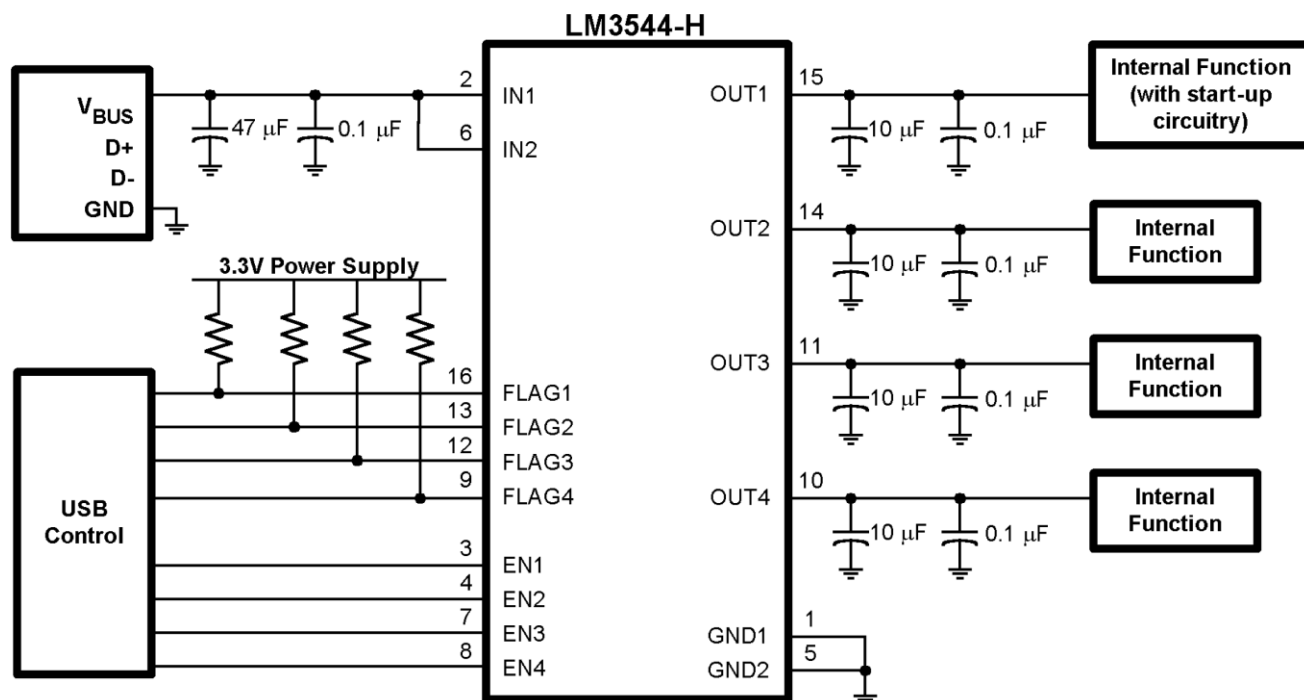 LM3544-H
VBUS
D+
D-
GND
47 µF
0.1 µF
2
6
IN1
IN2
3.3V Power Supply
USB
Control
16
13
12
9
3
4
7
8
FLAG1
FLAG2
FLAG3
FLAG4
EN1
EN2
EN3
EN4
OUT1
15
10 µF
0.1 µF
Internal Function
(with start-up
circuitry)
OUT2
14
10 µF
0.1 µF
Internal
Function
OUT3
11
10 µF
0.1 µF
Internal
Function
OUT4
10
10 µF
0.1 µF
Internal
Function
GND1
1
GND2
5